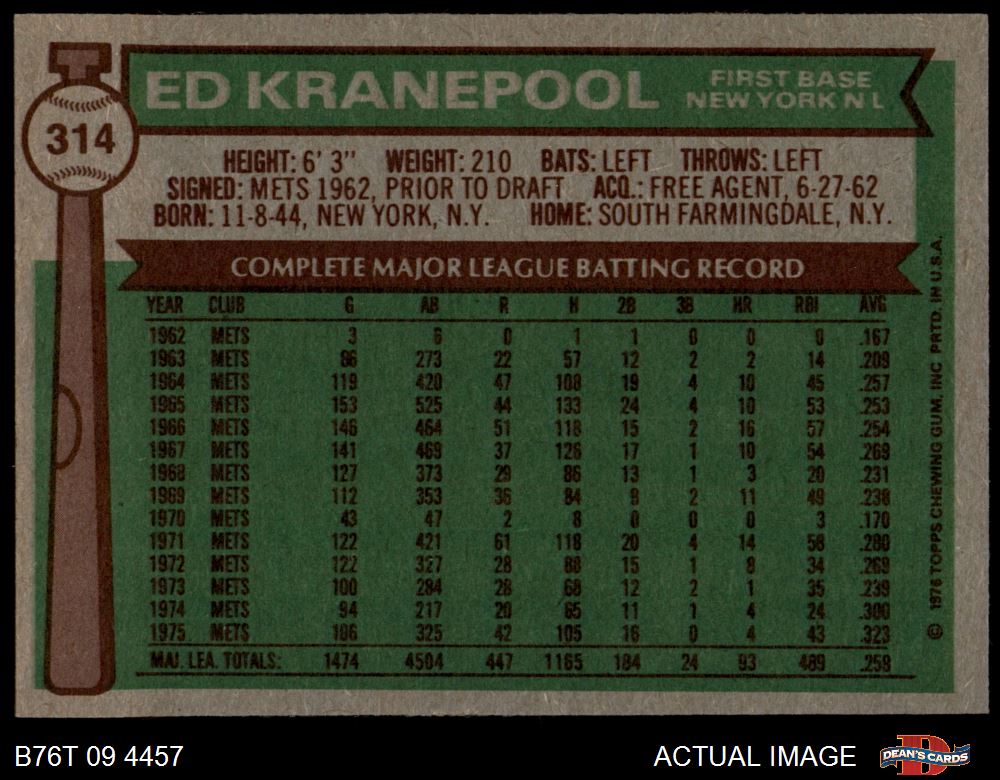 T
314
ED KRANEPOOL
FIRST BASE
NEW YORK N L
HEIGHT: 6' 3" WEIGHT: 210 BATS: LEFT THROWS: LEFT
SIGNED: METS 1962, PRIOR TO DRAFT ACQ.: FREE AGENT, 6-27-62
BORN: 11-8-44, NEW YORK, N.Y. HOME: SOUTH FARMINGDALE, N.Y.
COMPLETE MAJOR LEAGUE BATTING RECORD
YEAR CLUB G AB R H 2B 3B HR RBI AVG
1962 METS 3 6 0 1 1 0 0 0 .167
1963 METS 86 273 22 57 12 2 2 14 .209
1964 METS 119 420 47 108 19 4 10 45 .257
1965 METS 153 525 44 133 24 4 10 53 .253
1966 METS 146 464 51 118 15 2 16 57 .254
1967 METS 141 469 37 126 17 1 10 54 .269
1968 METS 127 373 29 86 13 1 3 20 .231
1969 METS 112 353 36 84 9 2 11 49 .238
1970 METS 43 47 2 8 0 0 0 3 .170
1971 METS 122 421 61 118 20 4 14 58 .280
1972 METS 122 327 28 88 15 1 8 34 .269
1973 METS 100 284 28 68 12 2 1 35 .239
1974 METS 94 217 20 65 11 1 4 24 .300
1975 METS 106 325 42 105 16 0 4 43 .323
MAJ. LEA. TOTALS: 1474 4504 447 1165 184 24 93 489 .259
© 1976 TOPPS CHEWING GUM, INC PRTD. IN U.S.A.
B76T 09 4457
ACTUAL IMAGE
DEAN'S CARDS